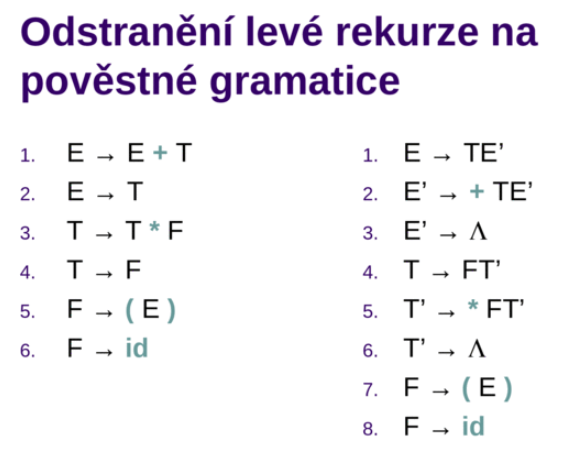 Odstranění levé rekurze na
pověstné gramatice
1. E → E + T
2. E → T
3. T → T * F
4. T → F
5. F → ( E )
6. F → id
1. E → TE’
2. E’ → + TE’
3. E’ → Λ
4. T → FT’
5. T’ → * FT’
6. T’ → Λ
7. F → ( E )
8. F → id